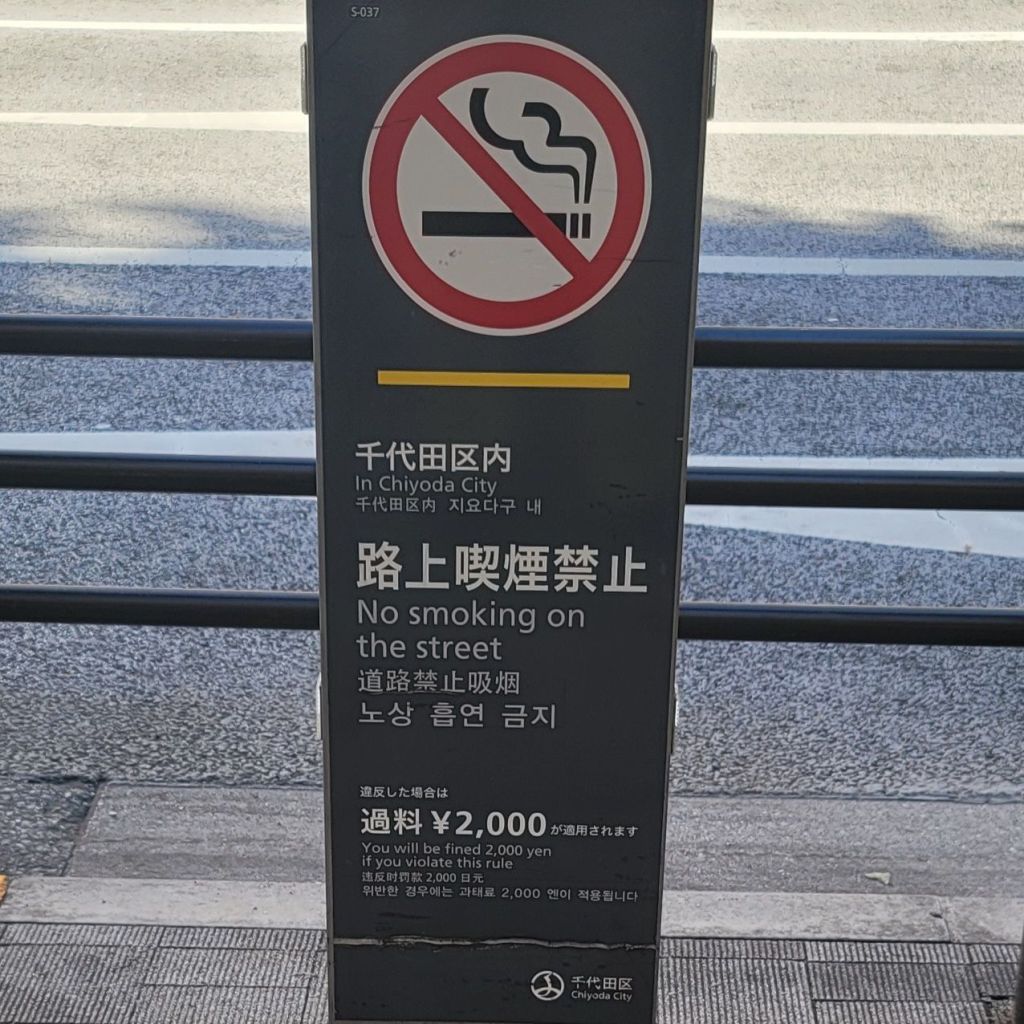 S-037
千代田区内
In Chiyoda City
千代田区内 지요다구 내
路上喫煙禁止
No smoking on
the street
道路禁止吸烟
노상 흡연 금지
違反した場合は
過料 ¥2,000が適用されます
You will be fined 2,000 yen
if you violate this rule
违反时罚款 2,000 日元
위반한 경우에는 과태료 2,000 엔이 적용됩니다
千代田区
Chiyoda City